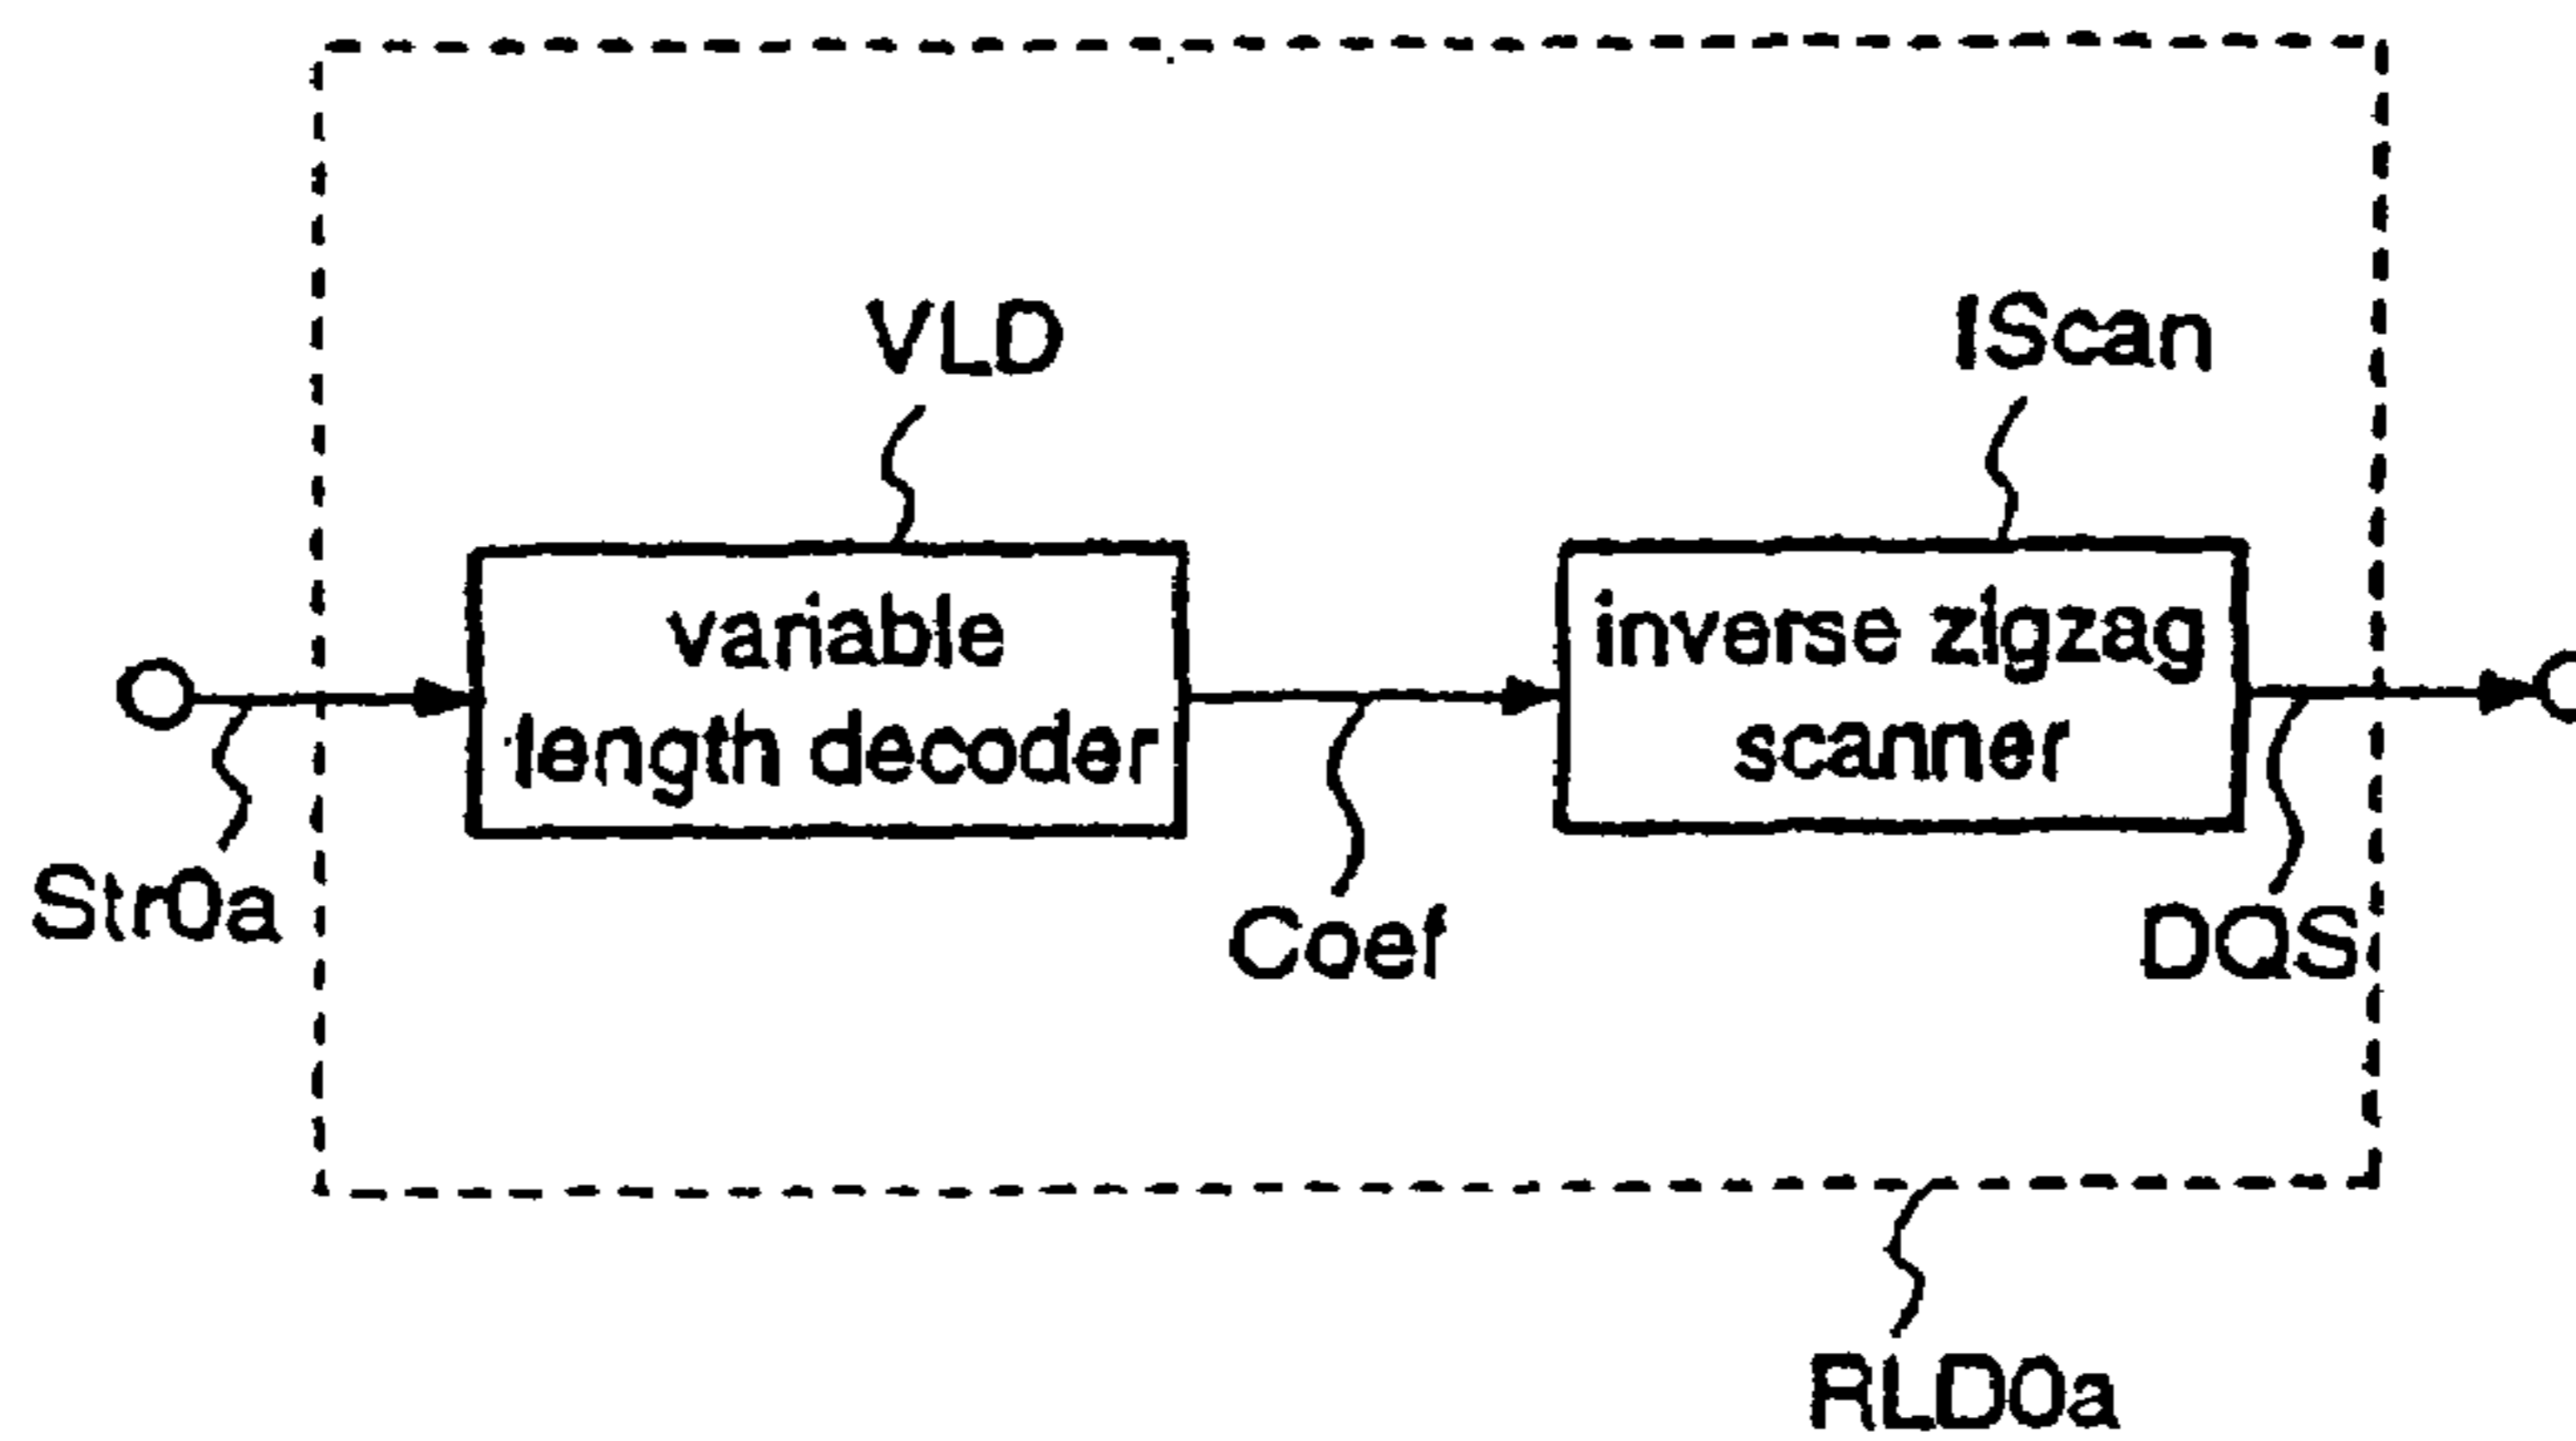 VLD
IScan
variable
length decoder
inverse zigzag
scanner
Str0a
Coef
DQS
RLD0a